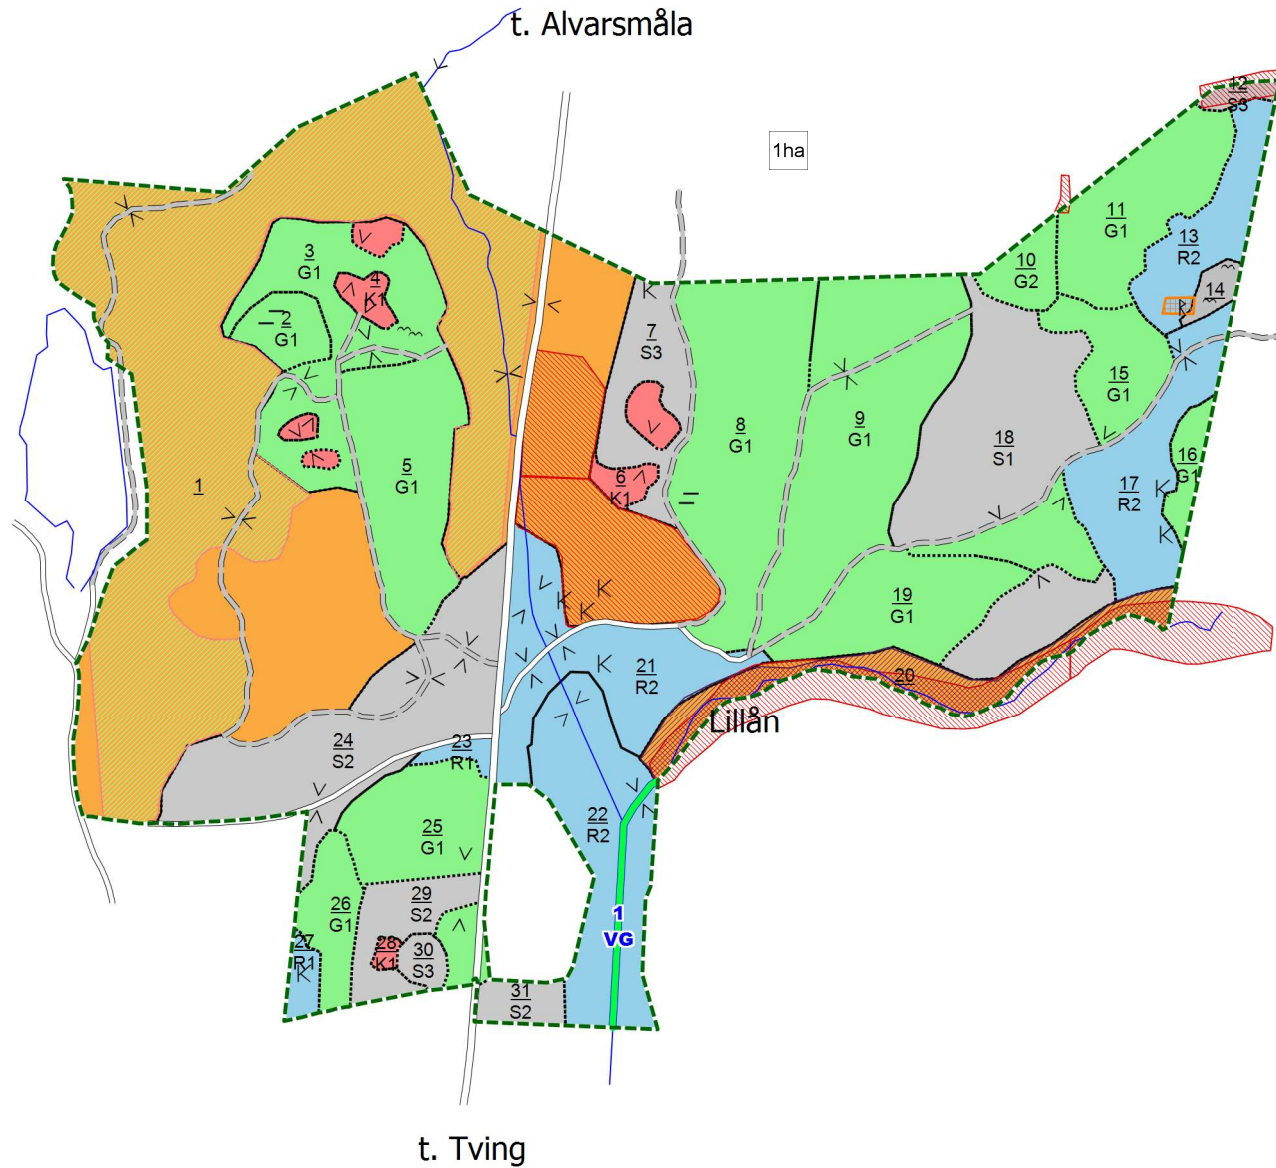 t. Alvarsmåla
12
S3
1ha
11
G1
13
R2
3
G1
10
G2
4
K1
14
2
G1
7
S3
15
G1
8
G1
9
G1
18
S1
5
G1
6
K1
16
G1
1
17
R2
19
G1
21
R2
20
Lillån
24
S2
23
R1
22
R2
25
G1
29
S2
26
G1
1
VG
27
R1
28
K1
30
S3
31
S2
t. Tving